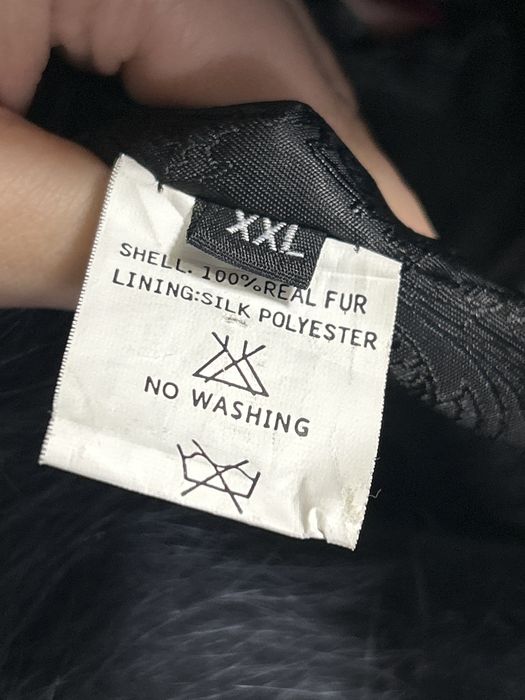 XXL
SHELL: 100%REAL FUR
LINING:SILK POLYESTER
NO WASHING